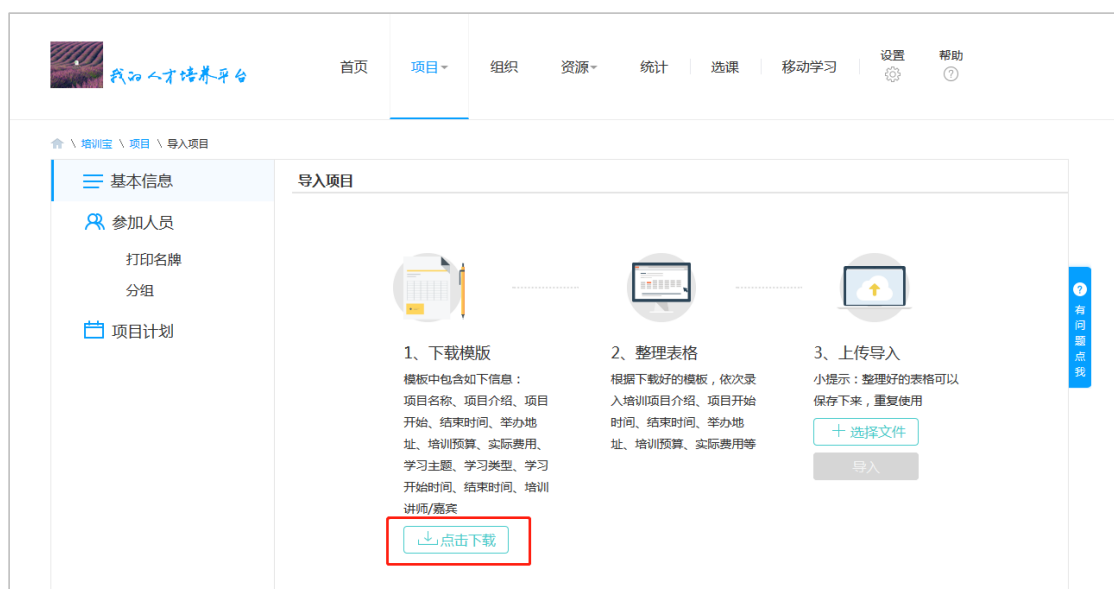 我的人才培养平台
首页 项目 组织 资源 统计 选课 移动学习 设置 帮助
\ 培训宝 \ 项目 \ 导入项目
基本信息
参加人员
打印名牌
分组
项目计划
导入项目
1、下载模版
模板中包含如下信息：
项目名称、项目介绍、项目
开始、结束时间、举办地
址、培训预算、实际费用、
学习主题、学习类型、学习
开始时间、结束时间、培训
讲师/嘉宾
点击下载
2、整理表格
根据下载好的模板，依次录
入培训项目介绍、项目开始
时间、结束时间、举办地
址、培训预算、实际费用等
3、上传导入
小提示：整理好的表格可以
保存下来，重复使用
+ 选择文件
导入
?
有问题点我